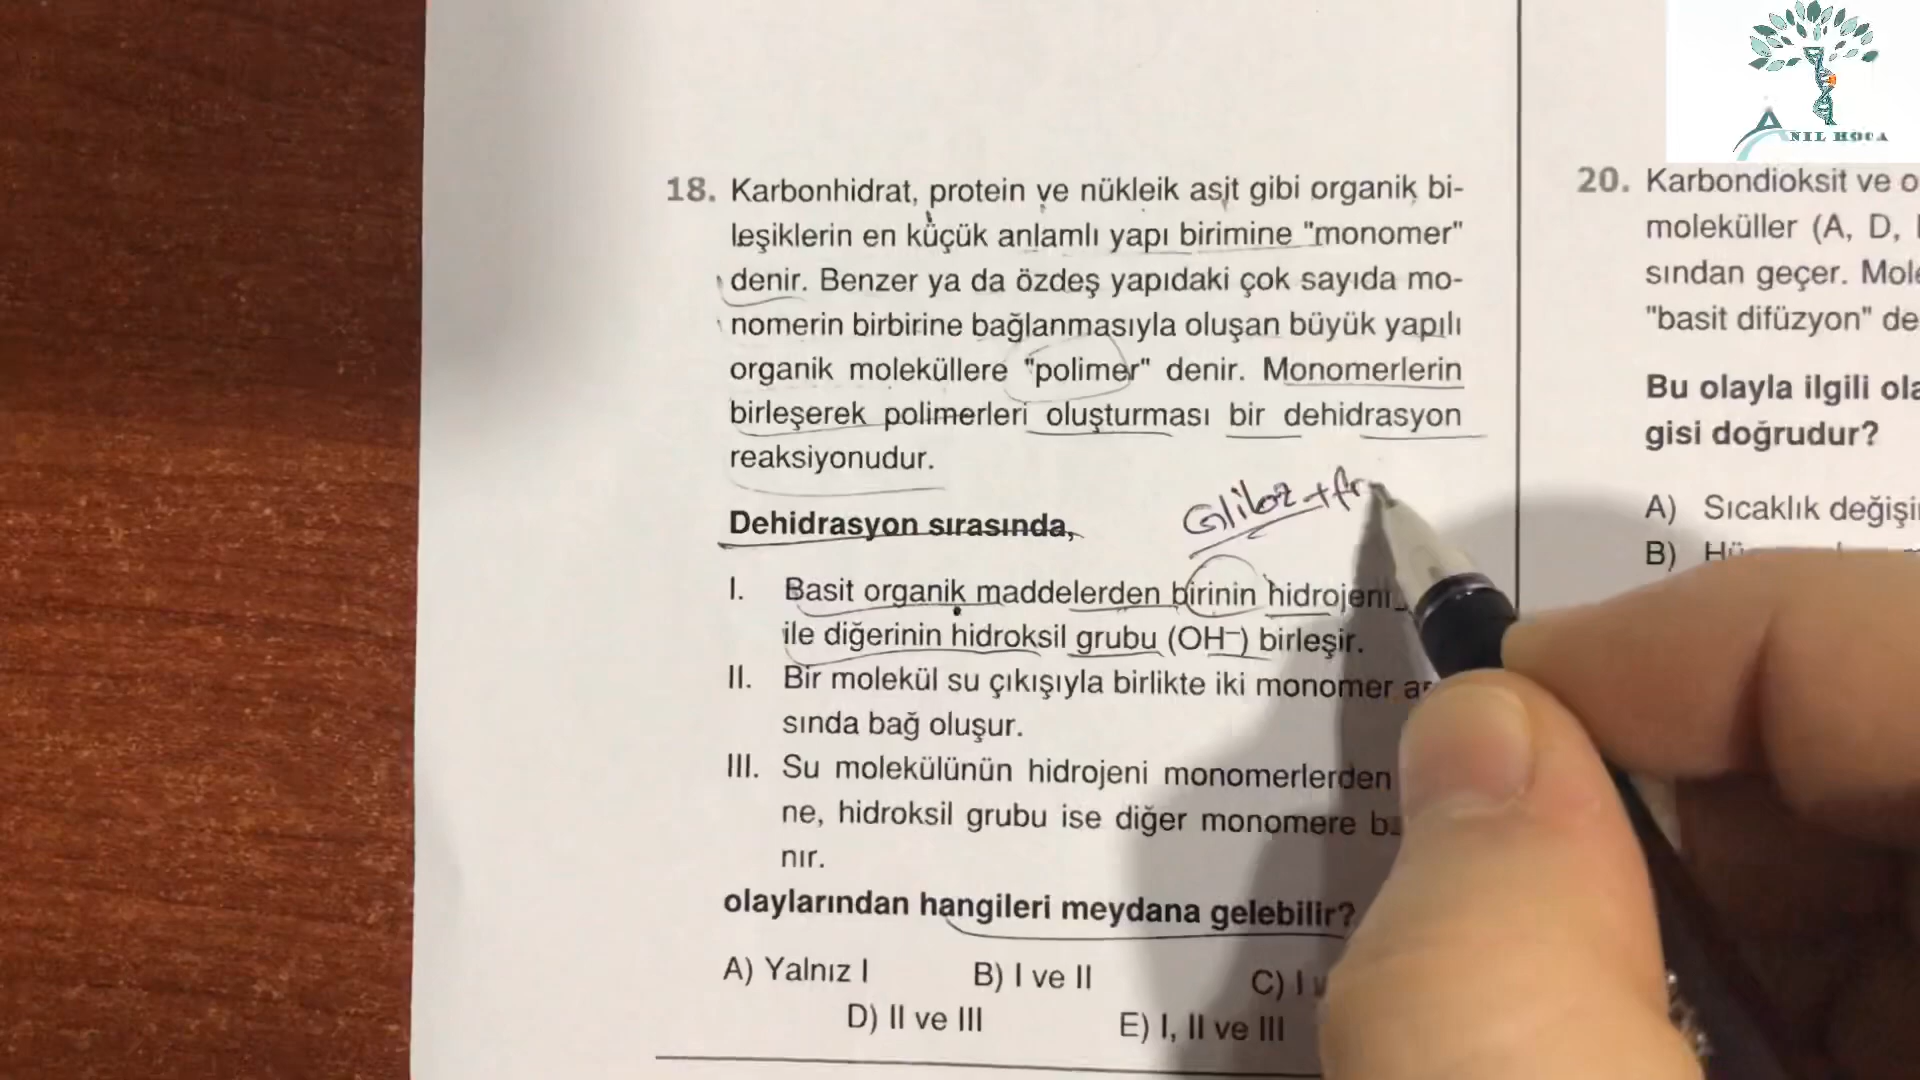 ANIL HOCA
18. Karbonhidrat, protein ve nükleik asit gibi organik bi-
leşiklerin en küçük anlamlı yapı birimine "monomer"
denir. Benzer ya da özdeş yapıdaki çok sayıda mo-
nomerin birbirine bağlanmasıyla oluşan büyük yapılı
organik moleküllere "polimer" denir. Monomerlerin
birleşerek polimerleri oluşturması bir dehidrasyon
reaksiyonudur.
Gliloz + fr
Dehidrasyon sırasında,
I. Basit organik maddelerden birinin hidrojeni
ile diğerinin hidroksil grubu (OH⁻) birleşir.
II. Bir molekül su çıkışıyla birlikte iki monomer
sında bağ oluşur.
III. Su molekülünün hidrojeni monomerlerden
ne, hidroksil grubu ise diğer monomere
nır.
olaylarından hangileri meydana gelebilir?
A) Yalnız I B) I ve II C) I
D) II ve III E) I, II ve III
20. Karbondioksit ve
moleküller (A, D,
sından geçer.
"basit difüzyon"
Bu olayla ilgili
gisi doğrudur?
A) Sıcaklık
B)